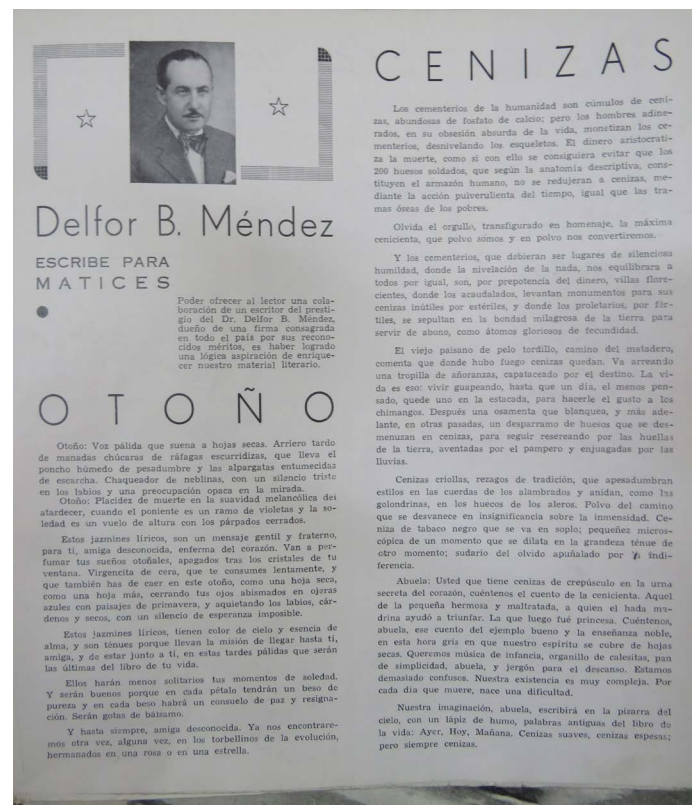 Delfor B. Méndez
ESCRIBE PARA
MATICES
Poder ofrecer al lector una cola-
boración de un escritor del presti-
gio del Dr. Delfor B. Méndez,
dueño de una firma consagrada
en todo el país por sus recono-
cidos méritos, es haber logrado
una lógica aspiración de enrique-
cer nuestro material literario.
OTOÑO
Otoño: Voz pálida que suena a hojas secas. Arriero tardo
de manadas chúcaras de ráfagas escurridizas, que lleva el
poncho húmedo de pesadumbre y las alpargatas entumecidas
de escarcha. Chaqueador de neblinas, con un silencio triste
en los labios y una preocupación opaca en la mirada.
Otoño: Placidez de muerte en la suavidad melancólica del
atardecer, cuando el poniente es un ramo de violetas y la so-
ledad es un vuelo de altura con los párpados cerrados.
Estos jazmines líricos, son un mensaje gentil y fraterno,
para ti, amiga desconocida, enferma del corazón. Van a per-
fumar tus sueños otoñales, apegados tras los cristales de tu
ventana. Virgencita de cera, que te consumes lentamente, y
que también has de caer en este otoño, como una hoja seca,
como una hoja más, cerrando tus ojos abismados en ojeras
azules con paisajes de primavera, y aquietando los labios, cár-
denos y secos, con un silencio de esperanza imposible.
Estos jazmines líricos, tienen color de cielo y esencia de
alma, y son ténues porque llevan la misión de llegar hasta ti,
amiga, y de estar junto a tí, en estas tardes pálidas que serán
las últimas del libro de tu vida.
Ellos harán menos solitarios tus momentos de soledad.
Y serán buenos porque en cada pétalo tendrán un beso de
pureza y en cada beso habrá un consuelo de paz y resigna-
ción. Serán gotas de bálsamo.
Y hasta siempre, amiga desconocida. Ya nos encontrare-
mos otra vez, alguna vez, en los torbellinos de la evolución,
hermanados en una rosa o en una estrella.
CENIZAS
Los cementerios de la humanidad son cúmulos de ceni-
zas, abundosas de fosfato de calcio; pero los hombres adine-
rados, en su obsesión absurda de la vida, monetizan los ce-
menterios, desnivelando los esqueletos. El dinero aristocrati-
za la muerte, como si con ello se consiguiera evitar que los
200 huesos soldados, que según la anatomía descriptiva, cons-
tituyen el armazón humano, no se redujeran a cenizas, me-
diante la acción pulverulienta del tiempo, igual que las tra-
mas óseas de los pobres.
Olvida el orgullo, transfigurado en homenaje, la máxima
cenicienta, que polvo somos y en polvo nos convertiremos.
Y los cementerios, que debieran ser lugares de silenciosa
humildad, donde la nivelación de la nada, nos equilibrara a
todos por igual, son, por prepotencia del dinero, villas flore-
cientes, donde los acaudalados, levantan monumentos para sus
cenizas inútiles por estériles, y donde los proletarios, por fér-
tiles, se sepultan en la bondad milagrosa de la tierra para
servir de abono, como átomos gloriosos de fecundidad.
El viejo paisano de pelo tordillo, camino del matadero,
comenta que donde hubo fuego cenizas quedan. Va arreando
una tropilla de añoranzas, capataceado por el destino. La vi-
da es eso: vivir guapeando, hasta que un día, el menos pen-
sado, quede uno en la estacada, para hacerle el gusto a los
chimangos. Después una osamenta que blanquea, y más ade-
lante, en otras pasadas, un desparramo de huesos que se des-
menuzan en cenizas, para seguir resereando por las huellas
de la tierra, aventadas por el pampero y enjuagadas por las
lluvias.
Cenizas criollas, rezagos de tradición, que apesadumbran
estilos en las cuerdas de los alambrados y anidan, como las
golondrinas, en los huecos de los aleros. Polvo del camino
que se desvanece en insignificancia sobre la inmensidad. Ce-
niza de tabaco negro que se va en soplo; pequeñez micros-
cópica de un momento que se dilata en la grandeza ténue de
otro momento; sudario del olvido apuñalado por indi-
ferencia.
Abuela: Usted que tiene cenizas de crepúsculo en la urna
secreta del corazón, cuéntenos el cuento de la cenicienta. Aquel
de la pequeña hermosa y maltratada, a quien el hada ma-
drina ayudó a triunfar. La que luego fué princesa. Cuéntenos,
abuela, ese cuento del ejemplo bueno y la enseñanza noble,
en esta hora gris en que nuestro espíritu se cubre de hojas
secas. Queremos música de infancia, organillo de calesitas, pan
de simplicidad, abuela, y jergón para el descanso. Estamos
demasiado confusos. Nuestra existencia es muy compleja. Por
cada día que muere, nace una dificultad.
Nuestra imaginación, abuela, escribirá en la pizarra del
cielo, con un lápiz de humo, palabras antiguas del libro de
la vida: Ayer, Hoy, Mañana. Cenizas suaves, cenizas espesas;
pero siempre cenizas.